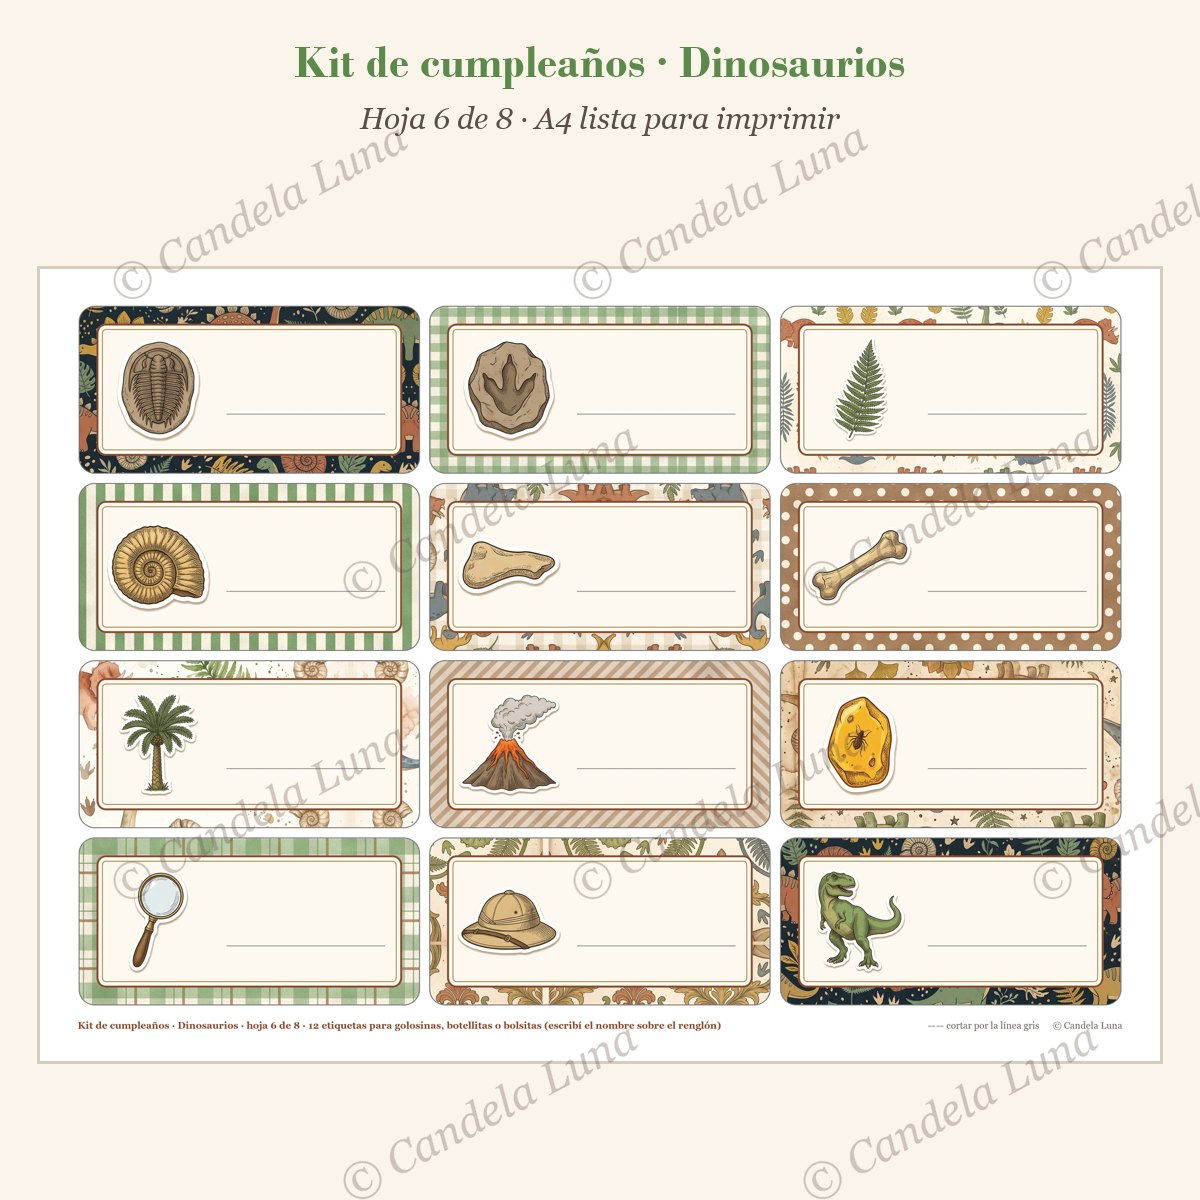 Kit de cumpleaños · Dinosaurios
Hoja 6 de 8 · A4 lista para imprimir
© Candela Luna
© Candela Luna
© Candela
© Candela Luna
© Candela Luna
© Candela Luna
© Candela Luna
© Candela
Kit de cumpleaños · Dinosaurios · hoja 6 de 8 · 12 etiquetas para golosinas, botellitas o bolsitas (escribí el nombre sobre el renglón)
—— cortar por la línea gris © Candela Luna
© Candela Luna
© Candela Luna